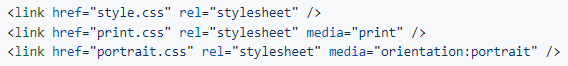 <link href="style.css" rel="stylesheet" />
<link href="print.css" rel="stylesheet" media="print" />
<link href="portrait.css" rel="stylesheet" media="orientation:portrait" />